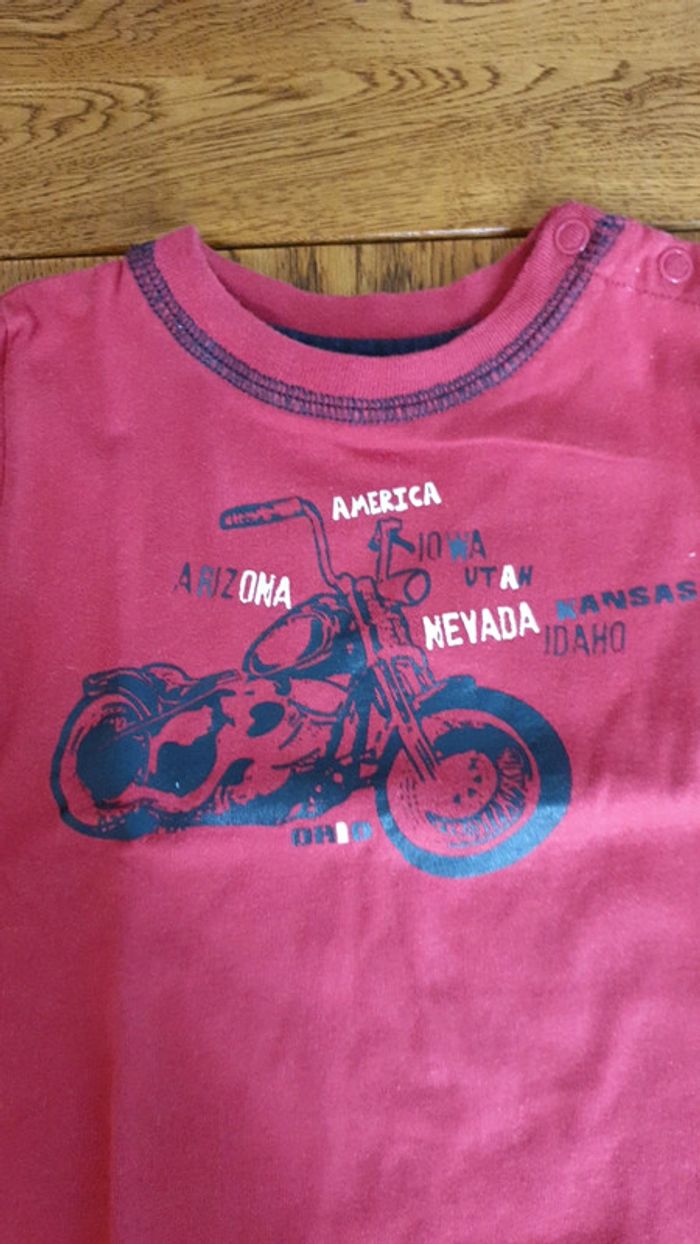 AMERICA
IOWA
ARIZONA
UTAH
KANSAS
NEVADA
IDAHO
OHIO